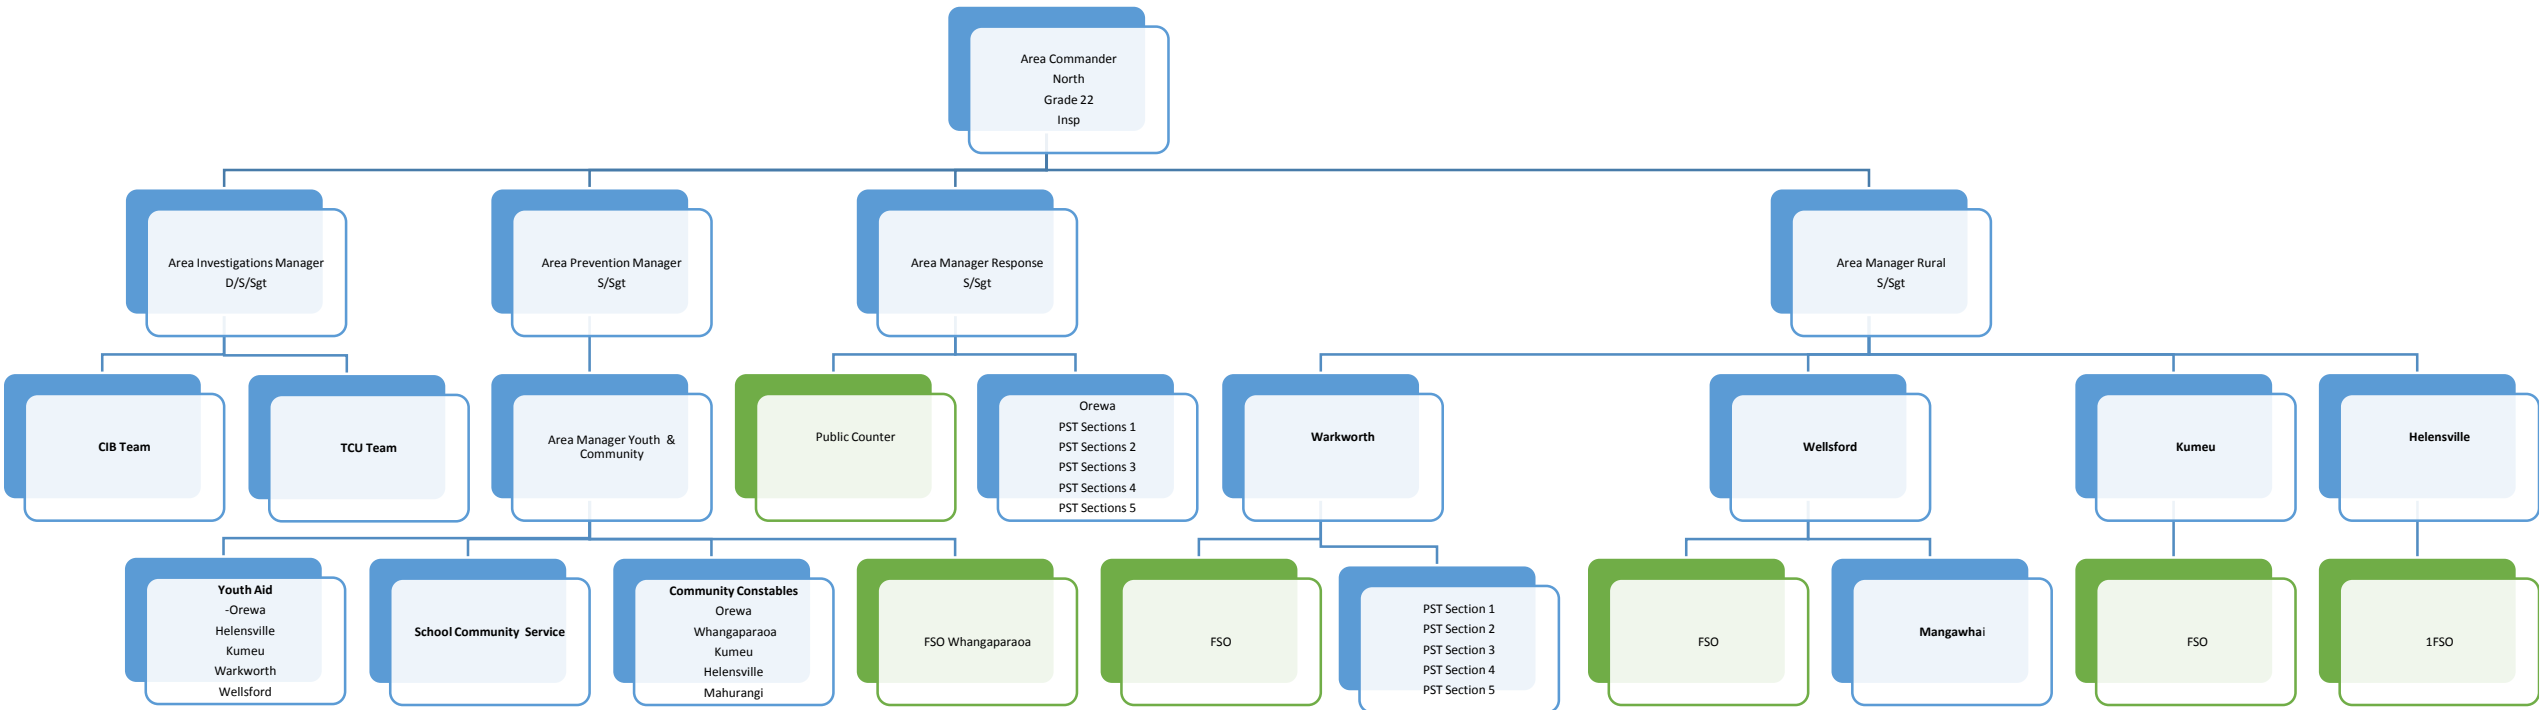 Area Commander
North
Grade 22
Insp
Area Investigations Manager
D/S/Sgt
Area Prevention Manager
S/Sgt
Area Manager Response
S/Sgt
Area Manager Rural
S/Sgt
CIB Team
TCU Team
Area Manager Youth &
Community
Public Counter
Orewa
PST Sections 1
PST Sections 2
PST Sections 3
PST Sections 4
PST Sections 5
Warkworth
Wellsford
Kumeu
Helensville
Youth Aid
-Orewa
Helensville
Kumeu
Warkworth
Wellsford
School Community Service
Community Constables
Orewa
Whangaparaoa
Kumeu
Helensville
Mahurangi
FSO Whangaparaoa
FSO
PST Section 1
PST Section 2
PST Section 3
PST Section 4
PST Section 5
FSO
Mangawhai
FSO
1FSO